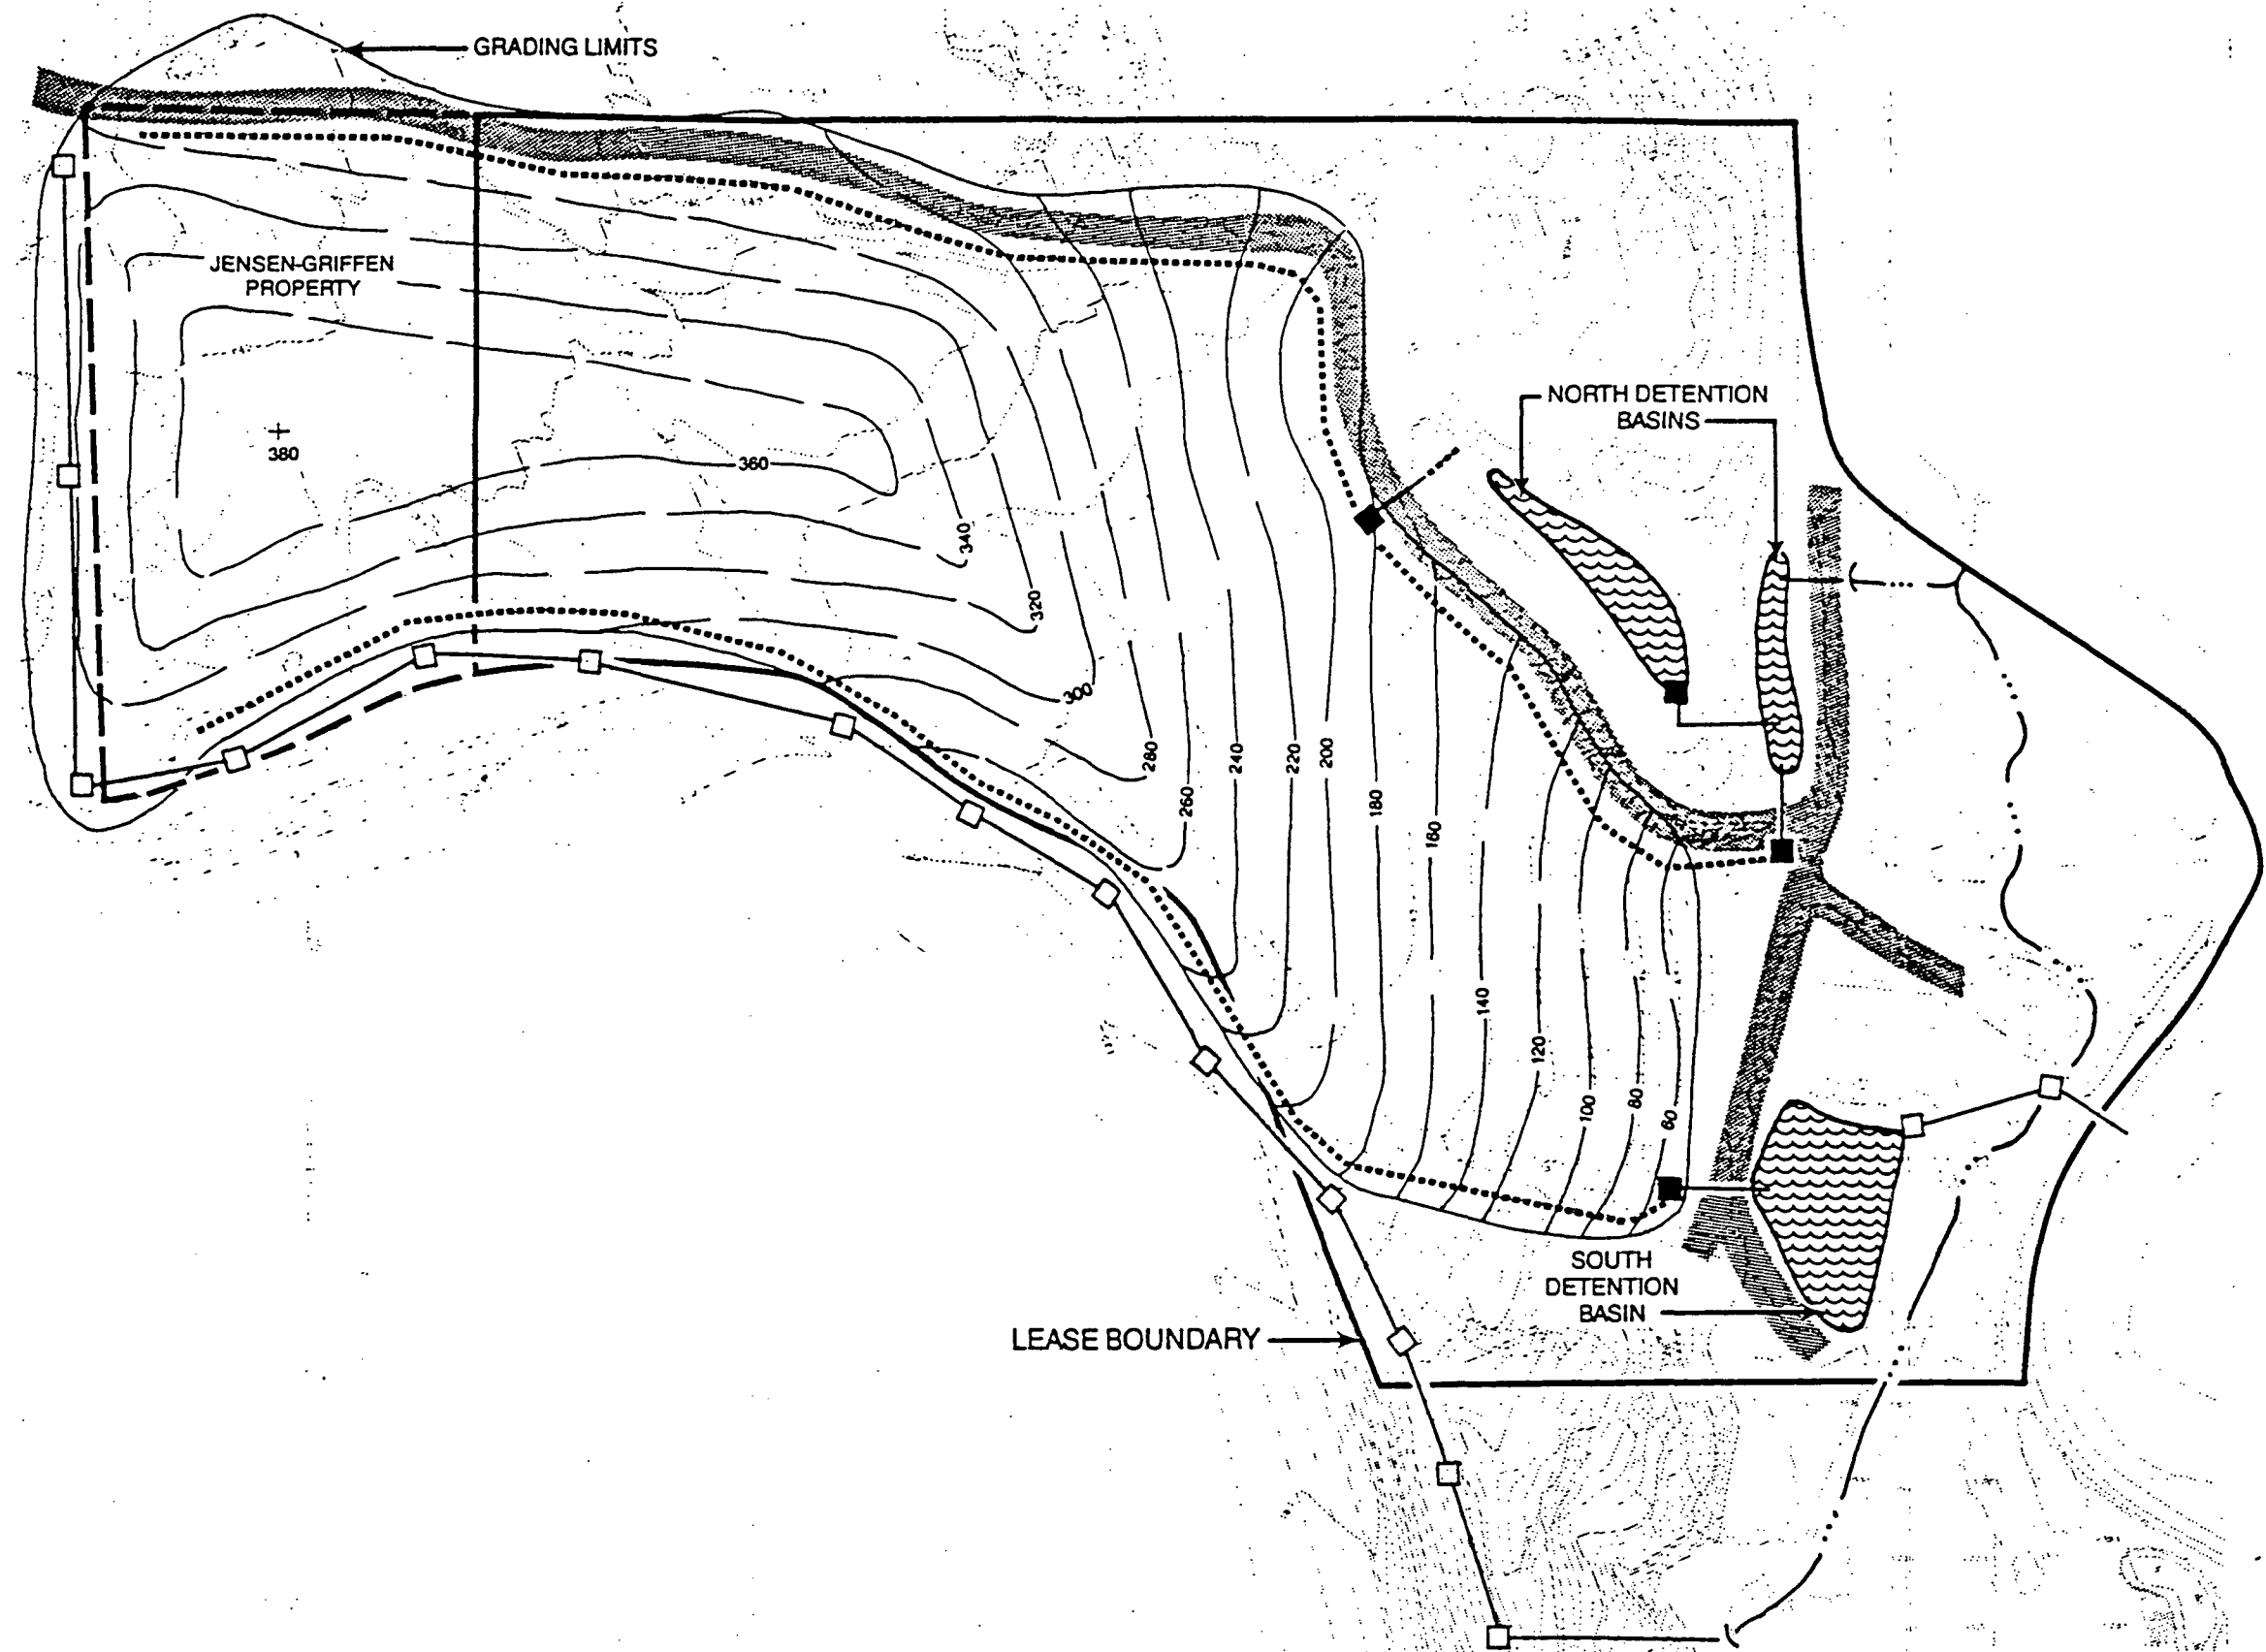 GRADING LIMITS
JENSEN-GRIFFEN
PROPERTY
NORTH DETENTION
BASINS
380
360
340
320
300
280
260
240
220
200
180
160
140
120
100
80
60
SOUTH
DETENTION
BASIN
LEASE BOUNDARY